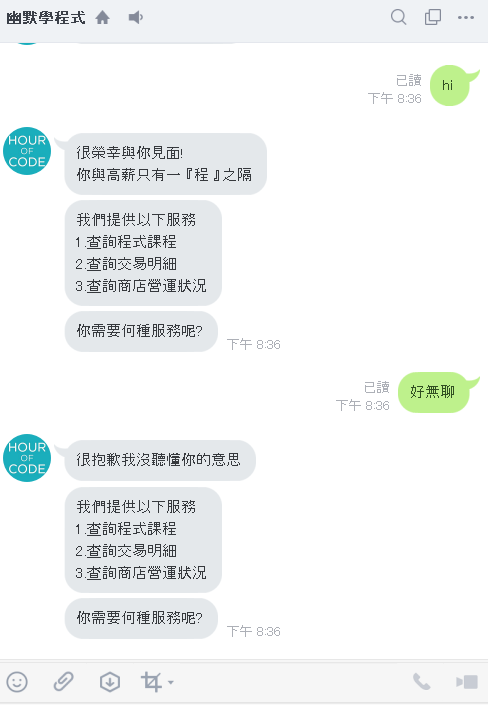 幽默學程式
已讀
下午 8:36
hi
HOUR
OF
CODE
很榮幸與你見面!
你與高薪只有一『程』之隔
我們提供以下服務
1.查詢程式課程
2.查詢交易明細
3.查詢商店營運狀況
你需要何種服務呢?
下午 8:36
已讀
下午 8:36
好無聊
HOUR
OF
CODE
很抱歉我沒聽懂你的意思
我們提供以下服務
1.查詢程式課程
2.查詢交易明細
3.查詢商店營運狀況
你需要何種服務呢?
下午 8:36